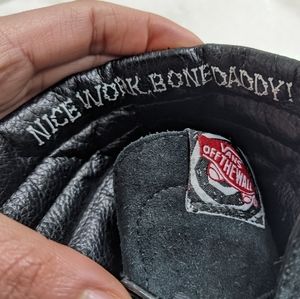 NICE WORK, BONEDADDY!
VANS
"OFF THE WALL"